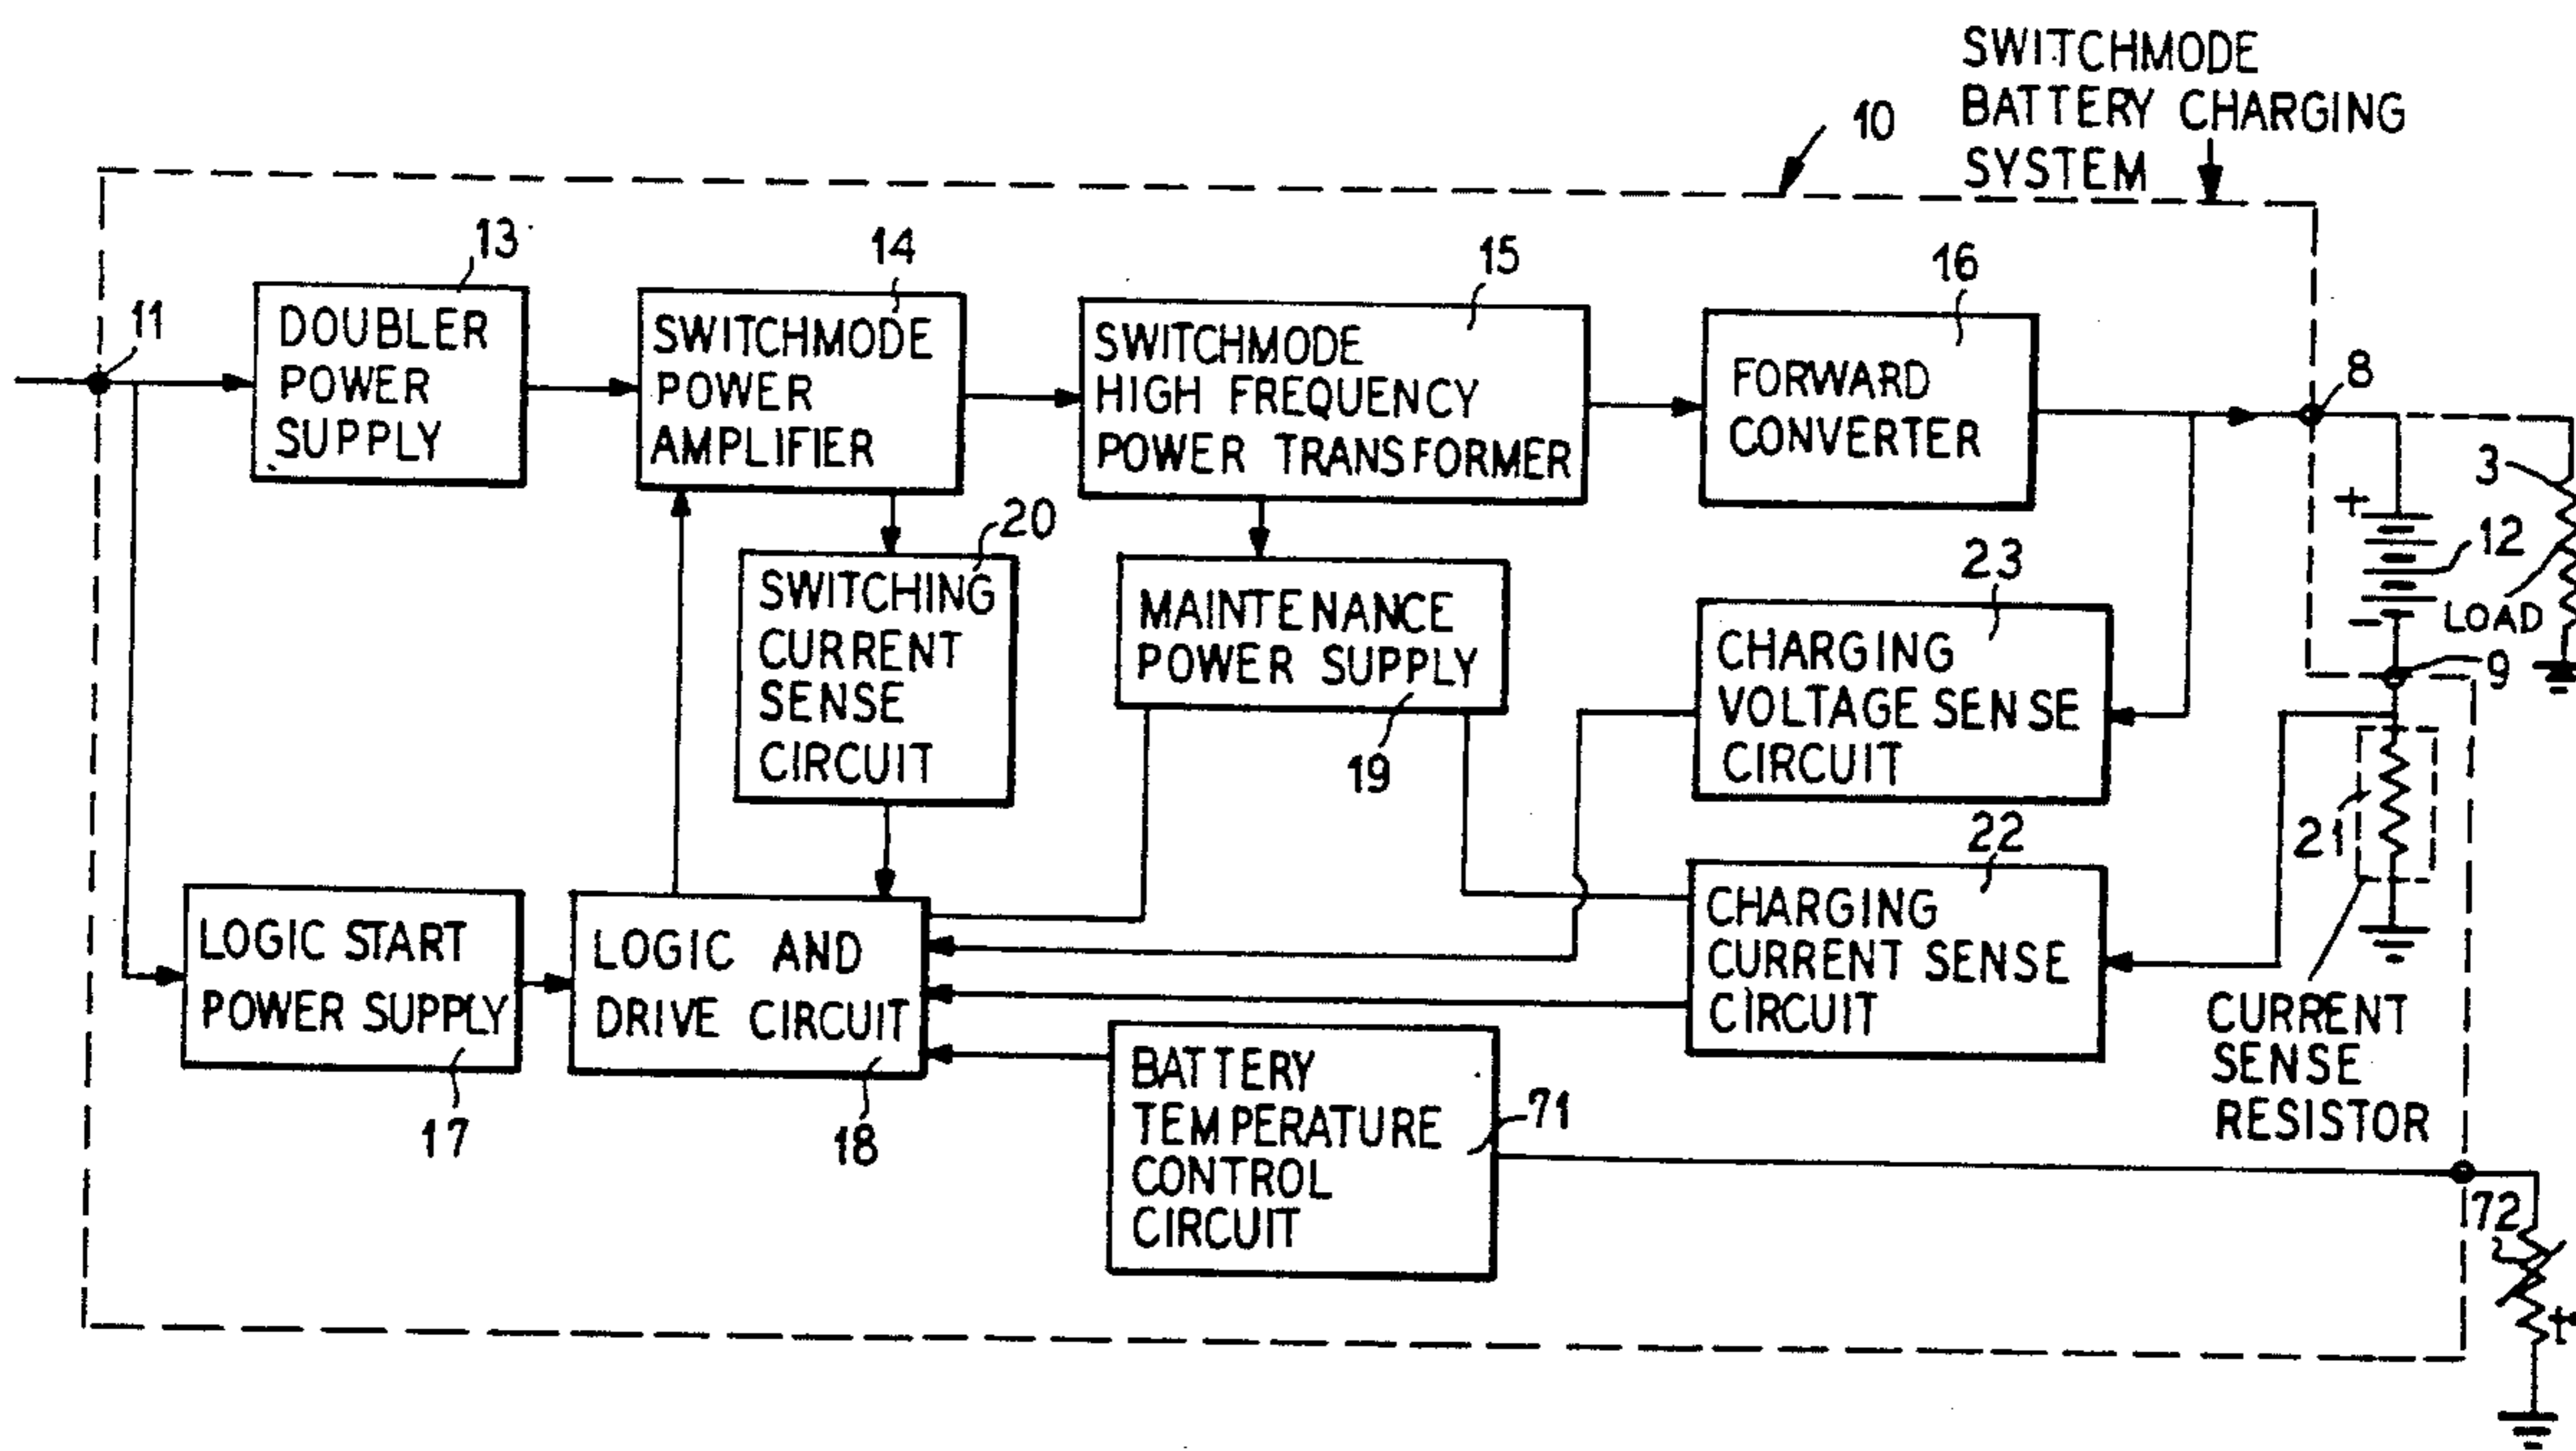 SWITCHMODE
BATTERY CHARGING
SYSTEM
10
13
14
15
16
11
8
DOUBLER
POWER
SUPPLY
SWITCHMODE
POWER
AMPLIFIER
SWITCHMODE
HIGH FREQUENCY
POWER TRANSFORMER
FORWARD
CONVERTER
3
+
12
-
LOAD
9
20
SWITCHING
CURRENT
SENSE
CIRCUIT
MAINTENANCE
POWER SUPPLY
19
23
CHARGING
VOLTAGE SENSE
CIRCUIT
21
22
CHARGING
CURRENT SENSE
CIRCUIT
LOGIC START
POWER SUPPLY
17
LOGIC AND
DRIVE CIRCUIT
18
CURRENT
SENSE
RESISTOR
BATTERY
TEMPERATURE
CONTROL
CIRCUIT
71
72